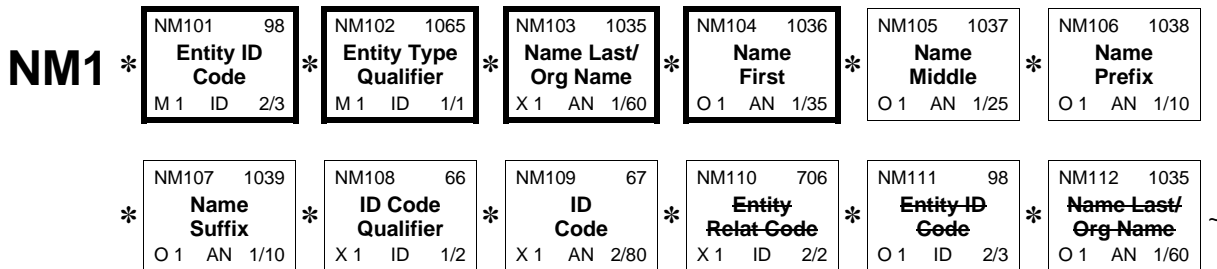 NM101 98 NM102 1065 NM103 1035 NM104 1036 NM105 1037 NM106 1038
NM1 * Entity ID Code * Entity Type Qualifier * Name Last/ Org Name * Name First * Name Middle * Name Prefix
M 1 ID 2/3 M 1 ID 1/1 X 1 AN 1/60 O 1 AN 1/35 O 1 AN 1/25 O 1 AN 1/10
NM107 1039 NM108 66 NM109 67 NM110 706 NM111 98 NM112 1035
* Name Suffix * ID Code Qualifier * ID Code * Entity Relat Code * Entity ID Code * Name Last/ Org Name ~
O 1 AN 1/10 X 1 ID 1/2 X 1 AN 2/80 X 1 ID 2/2 O 1 ID 2/3 O 1 AN 1/60